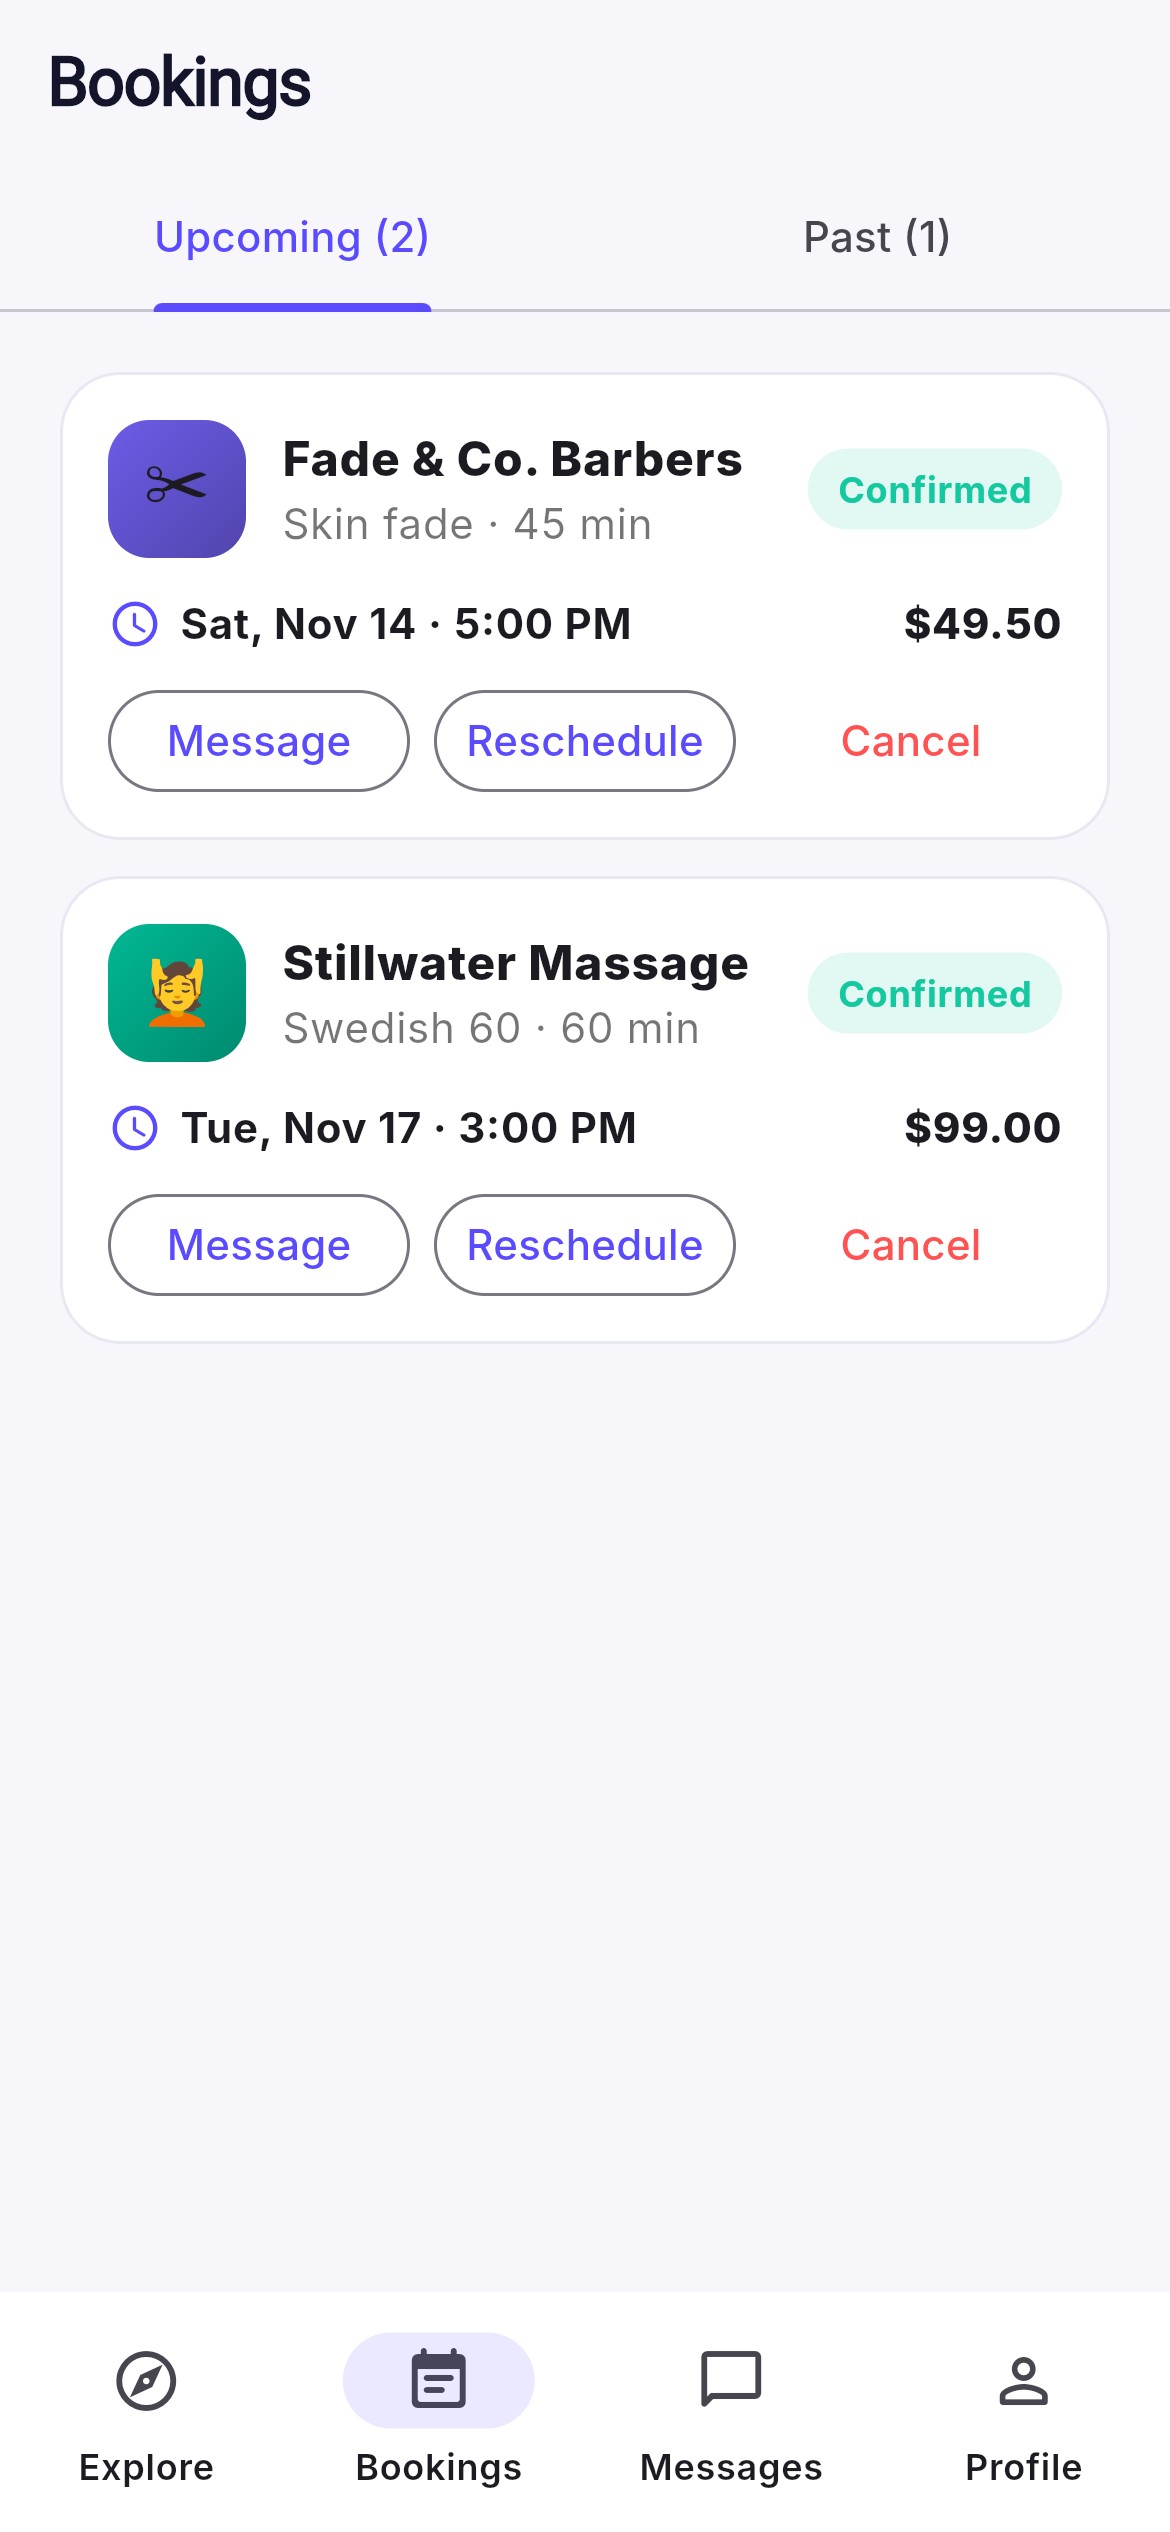 Bookings
Upcoming (2)
Past (1)
Fade & Co. Barbers
Skin fade · 45 min
Confirmed
Sat, Nov 14 · 5:00 PM
$49.50
Message
Reschedule
Cancel
Stillwater Massage
Swedish 60 · 60 min
Confirmed
Tue, Nov 17 · 3:00 PM
$99.00
Message
Reschedule
Cancel
Explore
Bookings
Messages
Profile